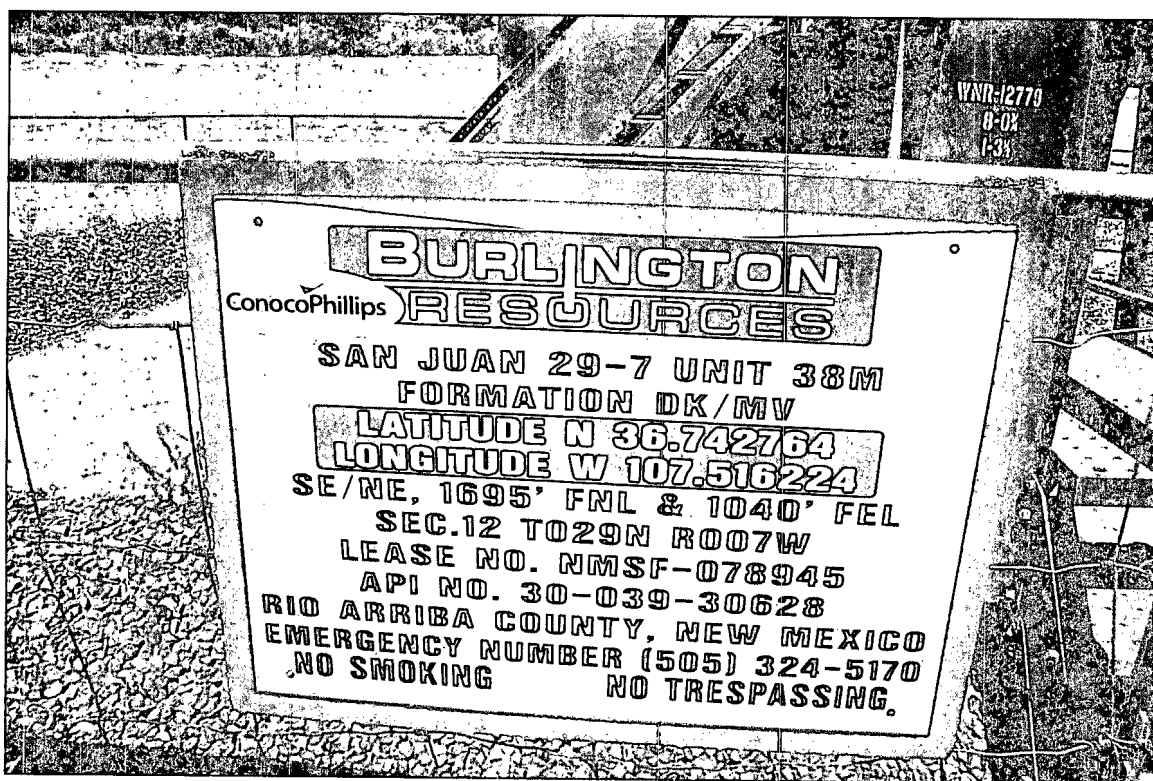 WNR-12779
8-0%
1-3%
BURLINGTON
ConocoPhillips
RESOURCES
SAN JUAN 29-7 UNIT 38M
FORMATION DK/MV
LATITUDE N 36.742764
LONGITUDE W 107.516224
SE/NE, 1695' FNL & 1040' FEL
SEC.12 T029N R007W
LEASE NO. NMSF-078945
API NO. 30-039-30628
RIO ARRIBA COUNTY, NEW MEXICO
EMERGENCY NUMBER (505) 324-5170
NO SMOKING NO TRESPASSING.